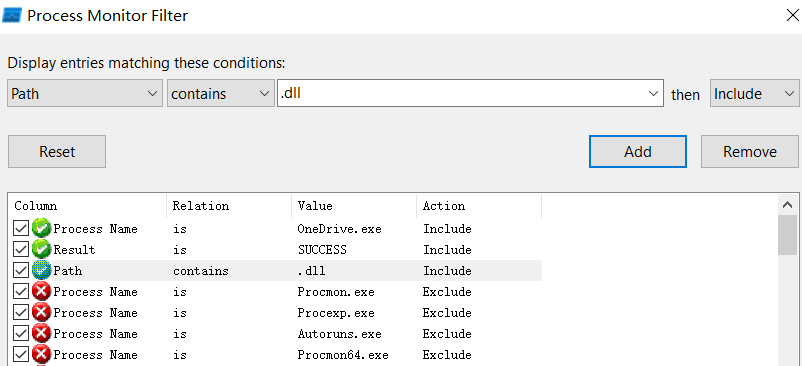 Process Monitor Filter
Display entries matching these conditions:
Path contains .dll then Include
Reset Add Remove
Column Relation Value Action
Process Name is OneDrive.exe Include
Result is SUCCESS Include
Path contains .dll Include
Process Name is Procmon.exe Exclude
Process Name is Procexp.exe Exclude
Process Name is Autoruns.exe Exclude
Process Name is Procmon64.exe Exclude